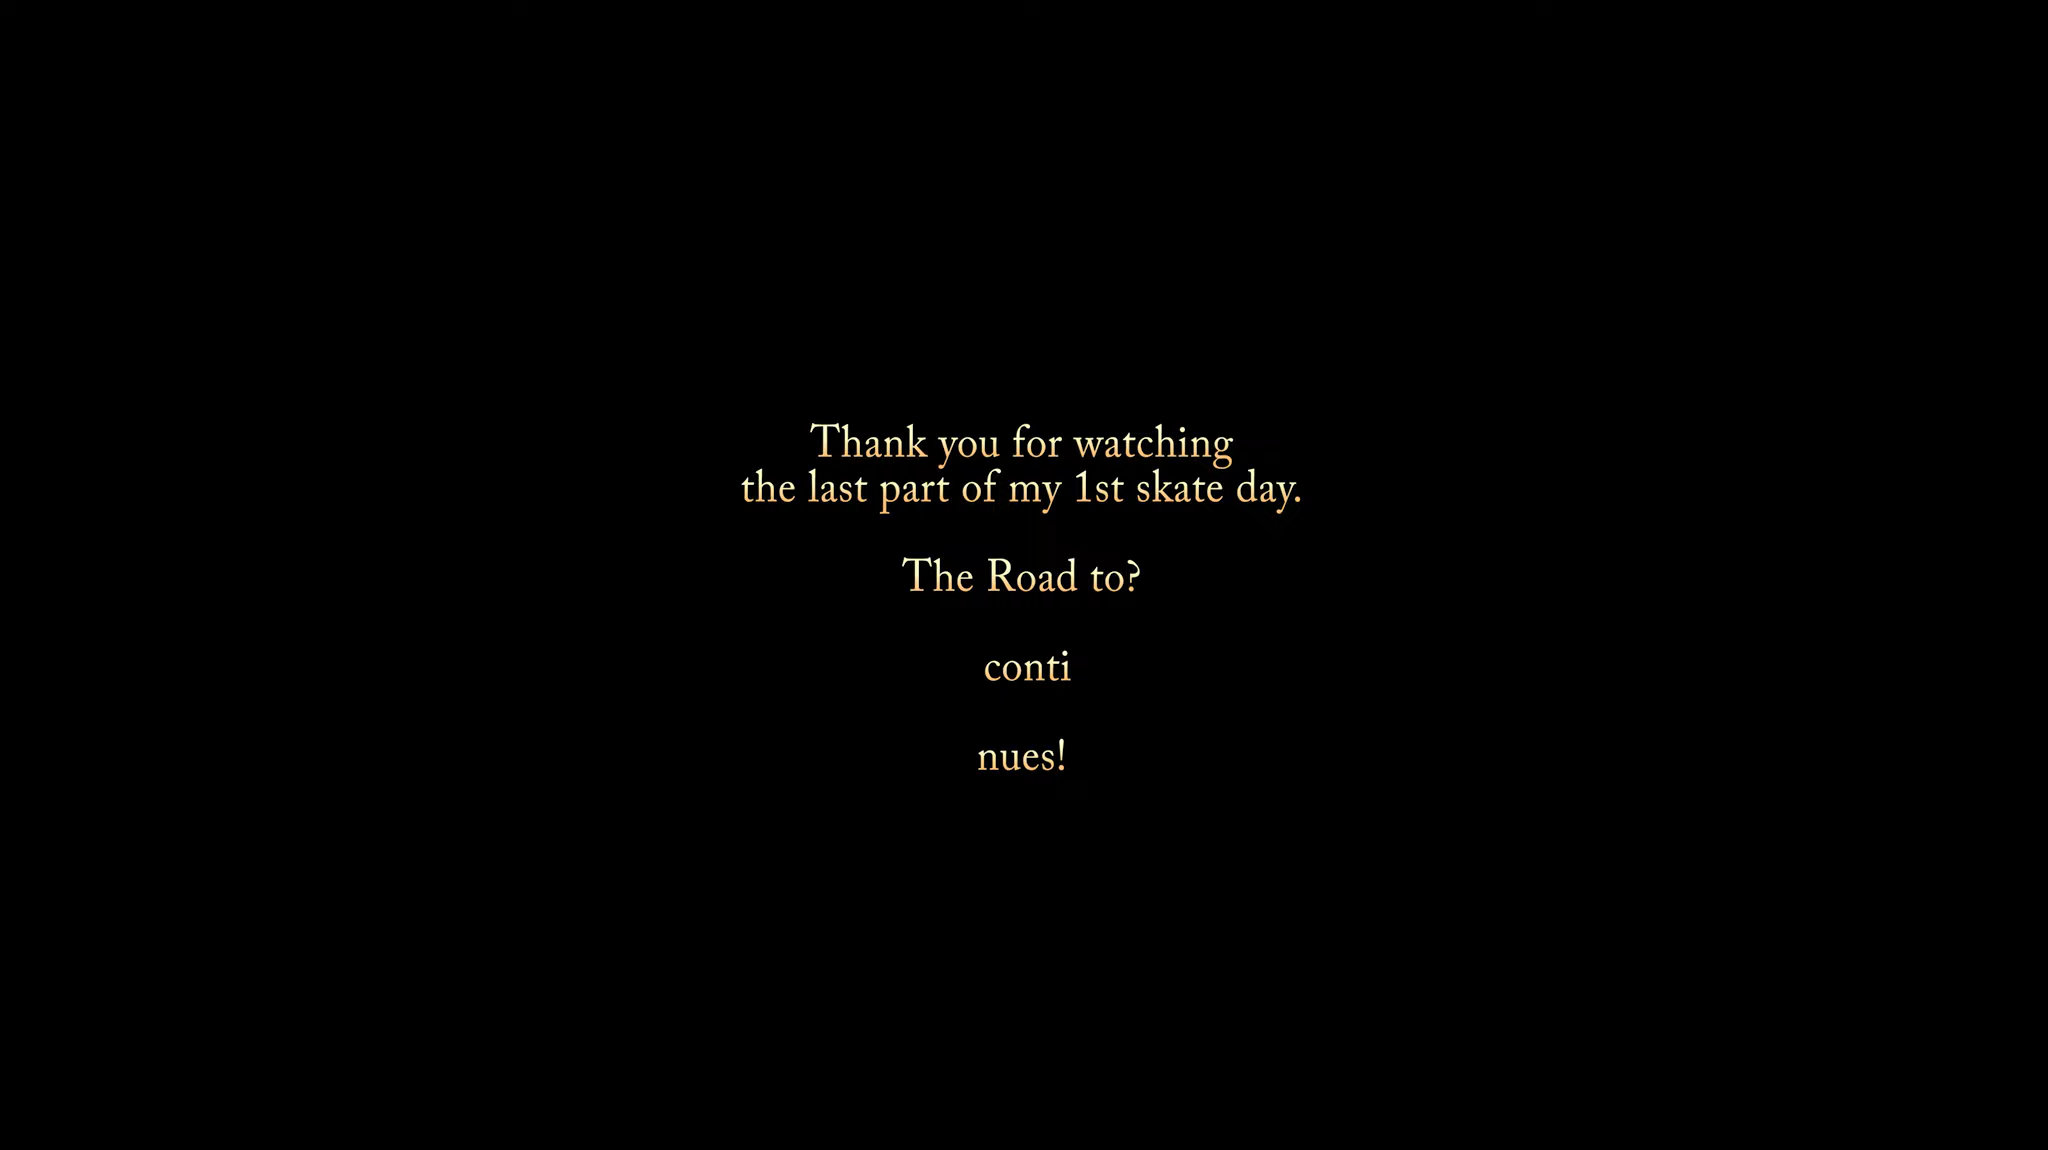 Thank you for watching
the last part of my 1st skate day.
The Road to?
conti
nues!